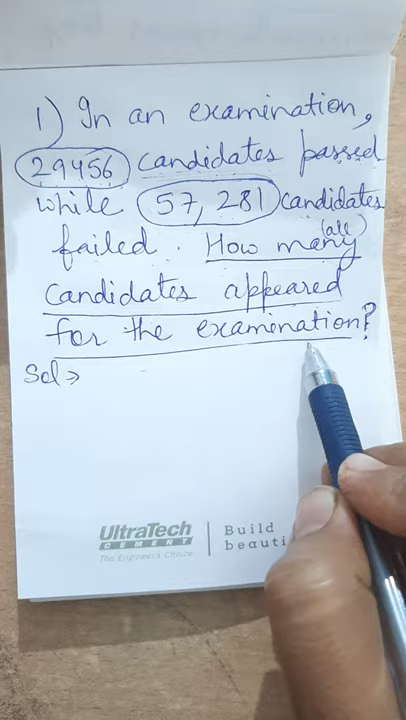 1) In an examination,
29456 candidates passed
while 57,281 candidates
(all)
failed. How many
candidates appeared
for the examination?
Sol⇒
UltraTech
CEMENT
The Engineer's Choice
Build
beauti